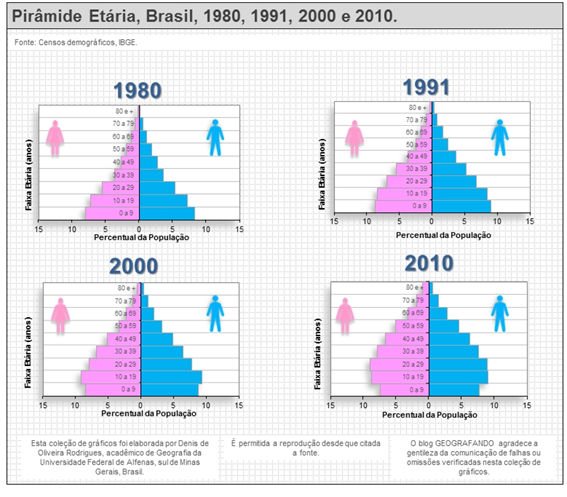 Pirâmide Etária, Brasil, 1980, 1991, 2000 e 2010.
Fonte: Censos demográficos, IBGE.
1980
Faixa Etária (anos)
80 e +
70 a 79
60 a 69
50 a 59
40 a 49
30 a 39
20 a 29
10 a 19
0 a 9
15 10 5 0 5 10 15
Percentual da População
1991
Faixa Etária (anos)
80 e +
70 a 79
60 a 69
50 a 59
40 a 49
30 a 39
20 a 29
10 a 19
0 a 9
15 10 5 0 5 10 15
Percentual da População
2000
Faixa Etária (anos)
80 e +
70 a 79
60 a 69
50 a 59
40 a 49
30 a 39
20 a 29
10 a 19
0 a 9
15 10 5 0 5 10 15
Percentual da População
2010
Faixa Etária (anos)
80 e +
70 a 79
60 a 69
50 a 59
40 a 49
30 a 39
20 a 29
10 a 19
0 a 9
15 10 5 0 5 10 15
Percentual da População
Esta coleção de gráficos foi elaborada por Denis de
Oliveira Rodrigues, acadêmico de Geografia da
Universidade Federal de Alfenas, sul de Minas
Gerais, Brasil.
É permitida a reprodução desde que citada
a fonte.
O blog GEOGRAFANDO agradece a
gentileza da comunicação de falhas ou
omissões verificadas nesta coleção de
gráficos.